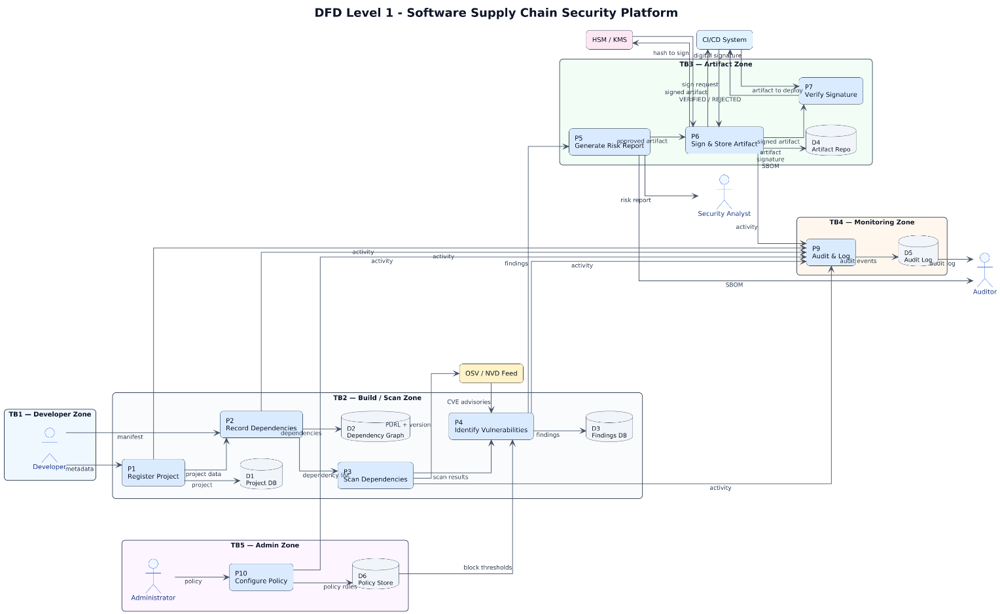 DFD Level 1 - Software Supply Chain Security Platform
HSM / KMS
CI/CD System
hash to sign
digital signature
TB3 — Artifact Zone
sign request
signed artifact
VERIFIED / REJECTED
artifact to deploy
P7
Verify Signature
P5
Generate Risk Report
approved artifact
P6
Sign & Store Artifact
signed artifact
D4
Artifact Repo
artifact
signature
SBOM
risk report
Security Analyst
activity
TB4 — Monitoring Zone
P9
Audit & Log
audit events
D5
Audit Log
audit log
Auditor
activity
activity
activity
findings
activity
SBOM
OSV / NVD Feed
TB2 — Build / Scan Zone
CVE advisories
TB1 — Developer Zone
Developer
manifest
metadata
P2
Record Dependencies
dependencies
D2
Dependency Graph
PURL + version
P4
Identify Vulnerabilities
findings
D3
Findings DB
P1
Register Project
project data
project
D1
Project DB
dependency list
P3
Scan Dependencies
scan results
activity
TB5 — Admin Zone
Administrator
policy
P10
Configure Policy
policy rules
D6
Policy Store
block thresholds